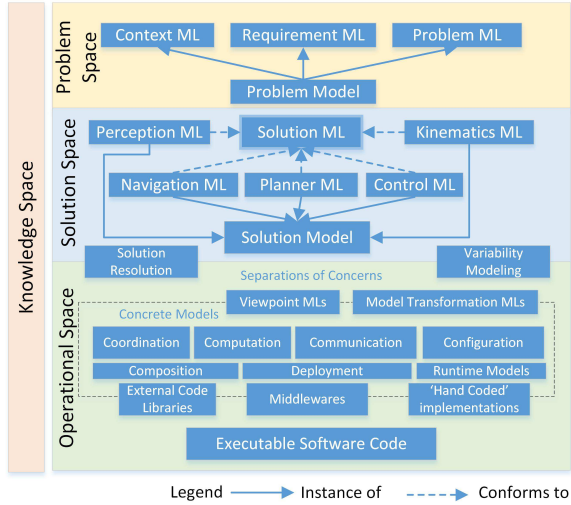 Knowledge Space
Problem
Space
Context ML
Requirement ML
Problem ML
Problem Model
Solution Space
Perception ML
Solution ML
Kinematics ML
Navigation ML
Planner ML
Control ML
Solution Model
Solution
Resolution
Variability
Modeling
Operational Space
Separations of Concerns
Viewpoint MLs
Model Transformation MLs
Concrete Models
Coordination
Computation
Communication
Configuration
Composition
Deployment
Runtime Models
External Code
Libraries
Middlewares
‘Hand Coded’
implementations
Executable Software Code
Legend
Instance of
Conforms to